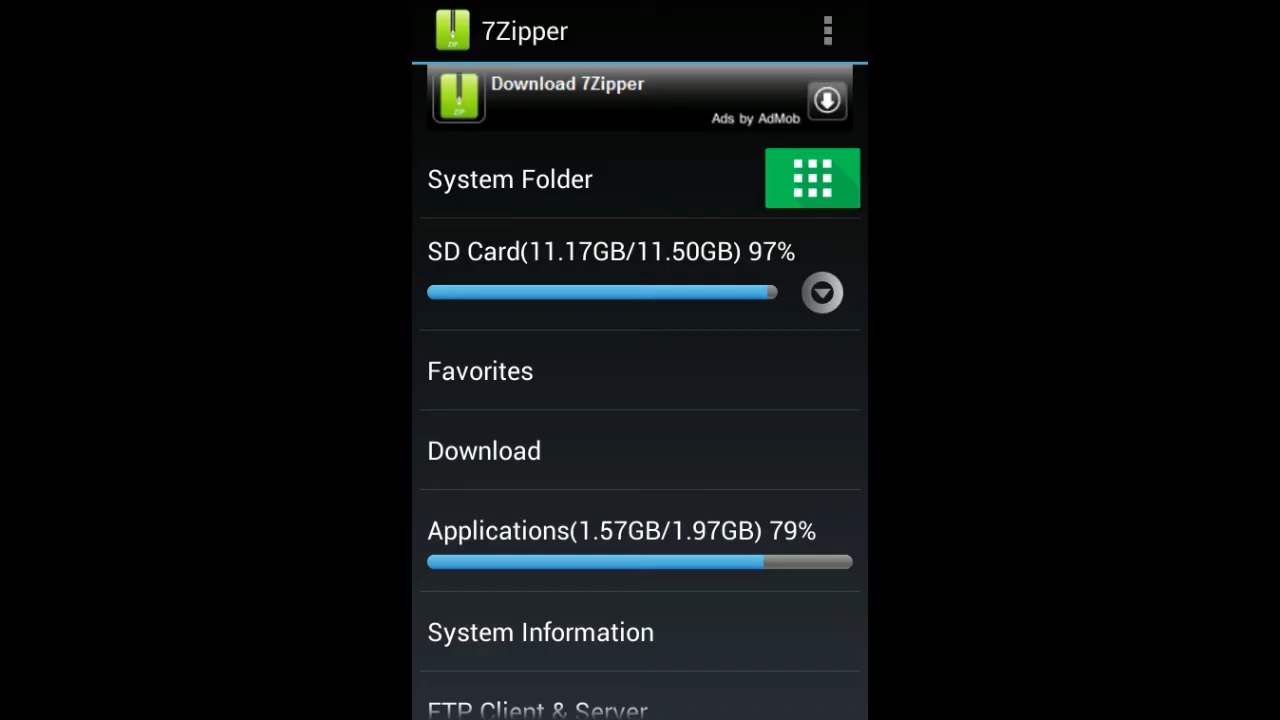 7Zipper
Download 7Zipper
Ads by AdMob
System Folder
SD Card(11.17GB/11.50GB) 97%
Favorites
Download
Applications(1.57GB/1.97GB) 79%
System Information
FTP Client & Server